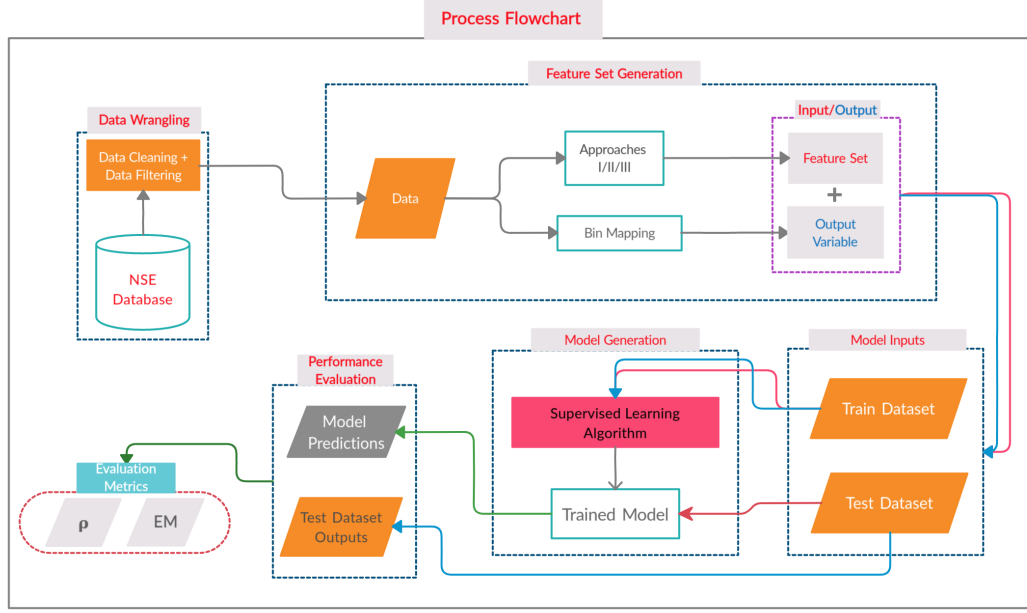 Process Flowchart
Feature Set Generation
Data Wrangling
Data Cleaning +
Data Filtering
NSE
Database
Data
Approaches
I/II/III
Bin Mapping
Input/Output
Feature Set
+
Output
Variable
Model Inputs
Train Dataset
Test Dataset
Model Generation
Supervised Learning
Algorithm
Trained Model
Performance
Evaluation
Model
Predictions
Test Dataset
Outputs
Evaluation
Metrics
ρ
EM